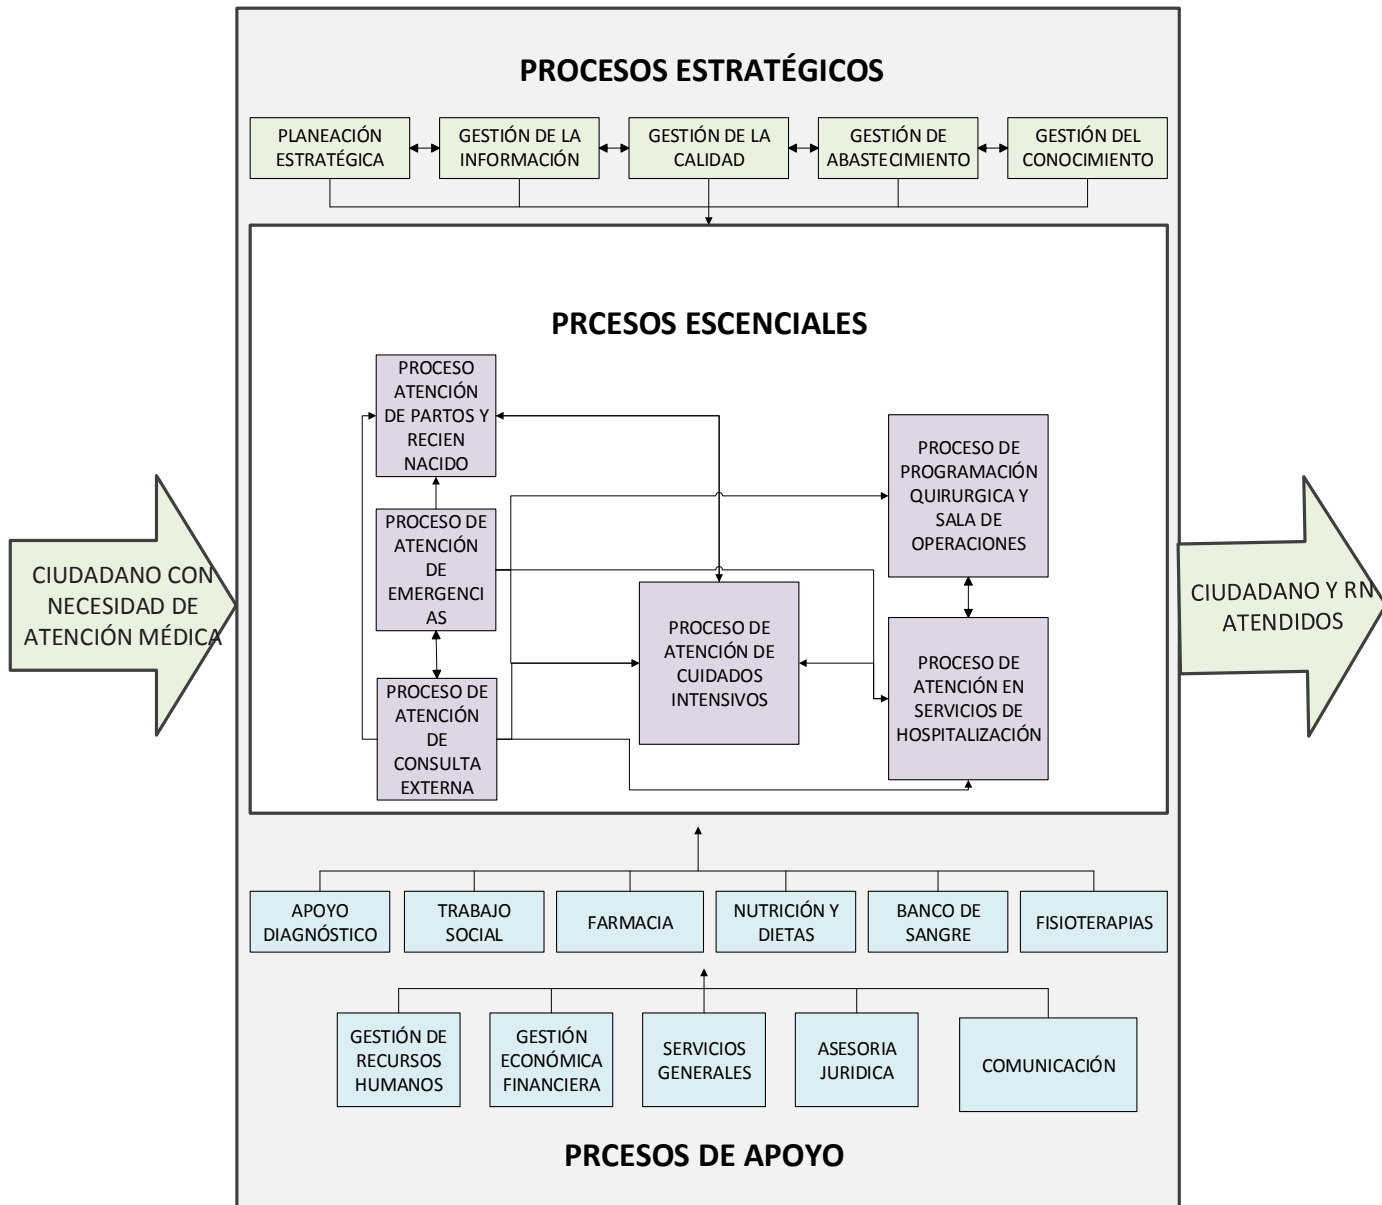 PROCESOS ESTRATÉGICOS
PLANEACIÓN
ESTRATÉGICA
GESTIÓN DE LA
INFORMACIÓN
GESTIÓN DE LA
CALIDAD
GESTIÓN DE
ABASTECIMIENTO
GESTIÓN DEL
CONOCIMIENTO
PRCESOS ESCENCIALES
PROCESO
ATENCIÓN
DE PARTOS Y
RECIEN
NACIDO
PROCESO DE
ATENCIÓN
DE
EMERGENCI
AS
PROCESO DE
ATENCIÓN
DE
CONSULTA
EXTERNA
PROCESO DE
ATENCIÓN DE
CUIDADOS
INTENSIVOS
PROCESO DE
PROGRAMACIÓN
QUIRURGICA Y
SALA DE
OPERACIONES
PROCESO DE
ATENCIÓN EN
SERVICIOS DE
HOSPITALIZACIÓN
CIUDADANO CON
NECESIDAD DE
ATENCIÓN MÉDICA
CIUDADANO Y RN
ATENDIDOS
APOYO
DIAGNÓSTICO
TRABAJO
SOCIAL
FARMACIA
NUTRICIÓN Y
DIETAS
BANCO DE
SANGRE
FISIOTERAPIAS
GESTIÓN DE
RECURSOS
HUMANOS
GESTIÓN
ECONÓMICA
FINANCIERA
SERVICIOS
GENERALES
ASESORIA
JURIDICA
COMUNICACIÓN
PRCESOS DE APOYO